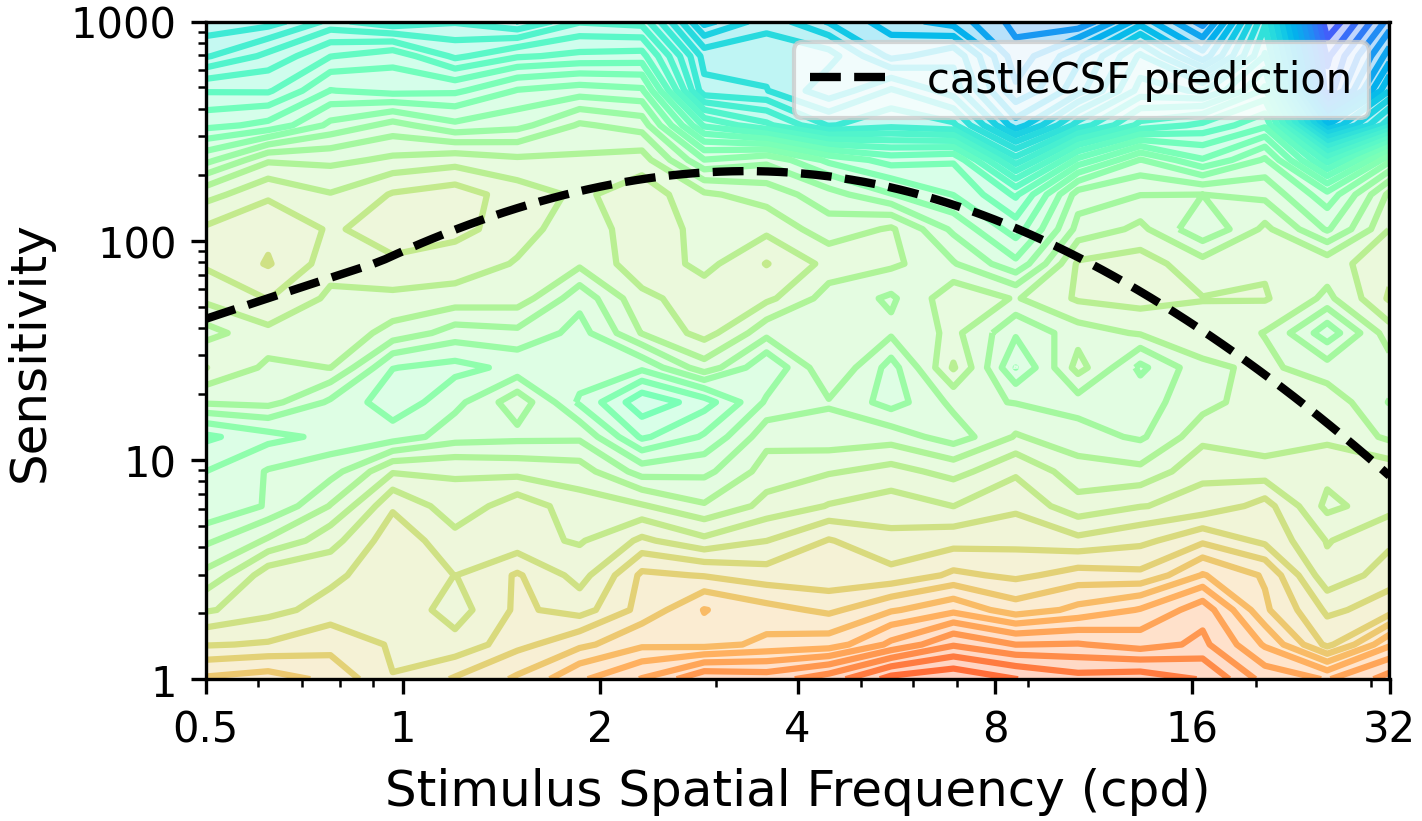 1000
100
10
1
Sensitivity
castleCSF prediction
0.5 1 2 4 8 16 32
Stimulus Spatial Frequency (cpd)